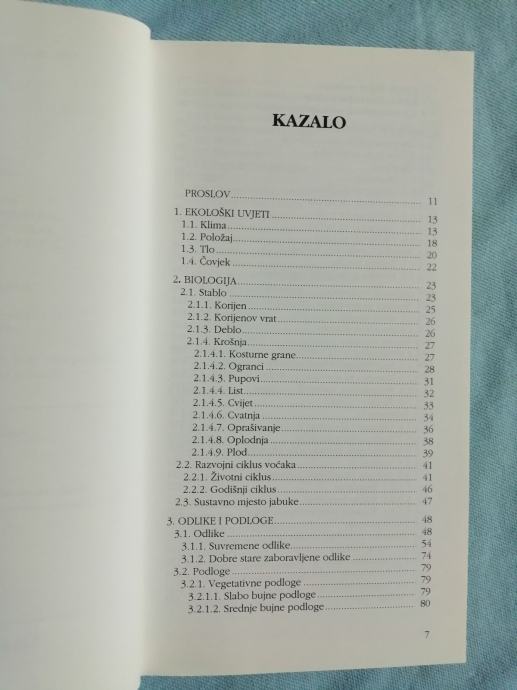 KAZALO
PROSLOV 11
1. EKOLOŠKI UVJETI 13
1.1. Klima 13
1.2. Položaj 18
1.3. Tlo 20
1.4. Čovjek 22
2. BIOLOGIJA 23
2.1. Stablo 23
2.1.1. Korijen 25
2.1.2. Korijenov vrat 26
2.1.3. Deblo 26
2.1.4. Krošnja 27
2.1.4.1. Kosturne grane 27
2.1.4.2. Ogranci 28
2.1.4.3. Pupovi 31
2.1.4.4. List 32
2.1.4.5. Cvijet 33
2.1.4.6. Cvatnja 34
2.1.4.7. Oprašivanje 36
2.1.4.8. Oplodnja 38
2.1.4.9. Plod 39
2.2. Razvojni ciklus voćaka 41
2.2.1. Životni ciklus 41
2.2.2. Godišnji ciklus 46
2.3. Sustavno mjesto jabuke 47
3. ODLIKE I PODLOGE 48
3.1. Odlike 48
3.1.1. Suvremene odlike 54
3.1.2. Dobre stare zaboravljene odlike 74
3.2. Podloge 79
3.2.1. Vegetativne podloge 79
3.2.1.1. Slabo bujne podloge 79
3.2.1.2. Srednje bujne podloge 80
7